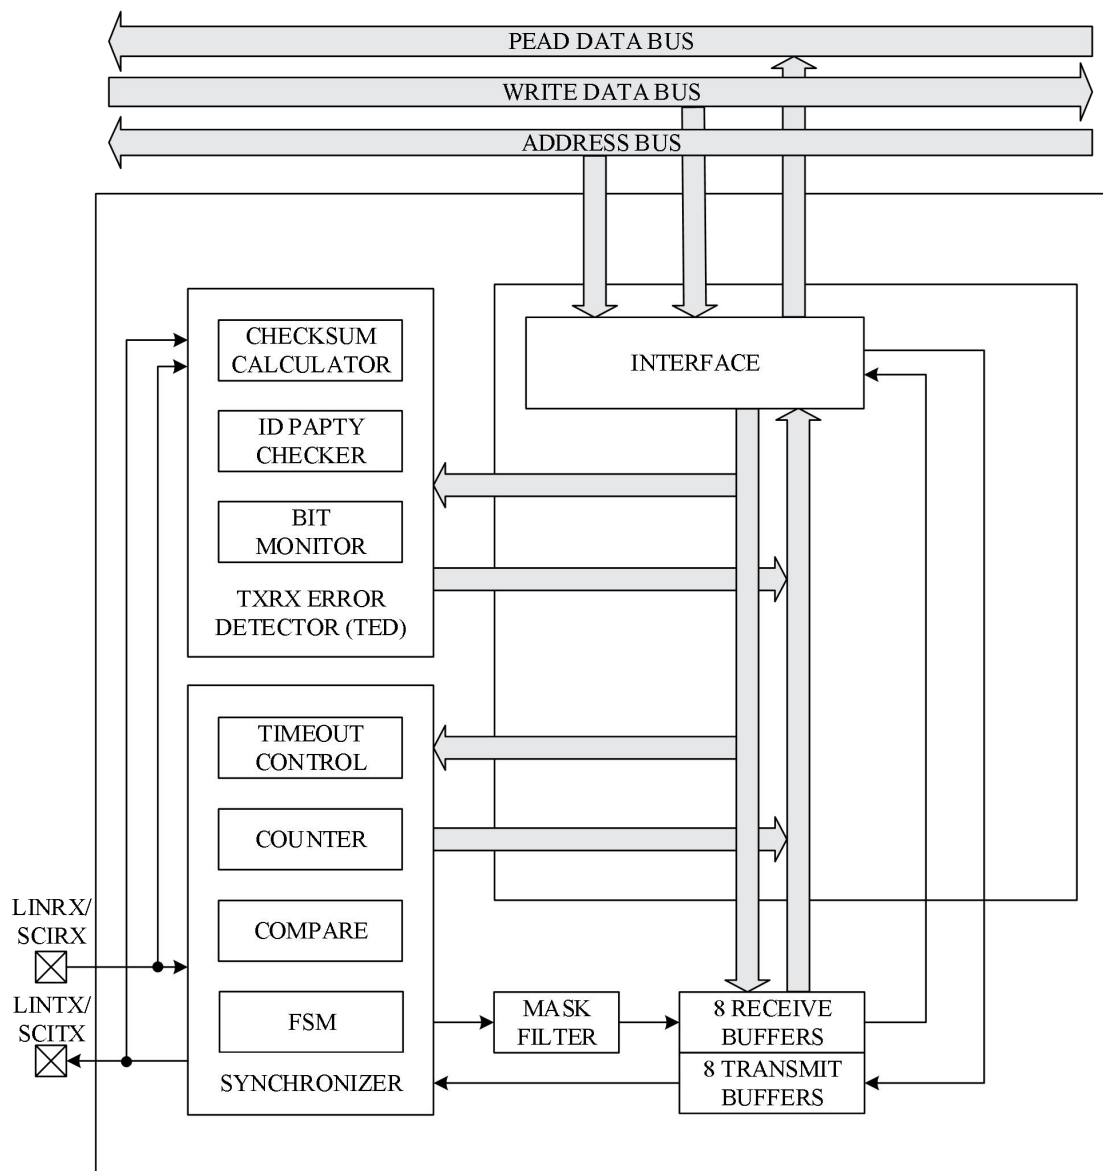 PEAD DATA BUS
WRITE DATA BUS
ADDRESS BUS
CHECKSUM
CALCULATOR
ID PAPTY
CHECKER
BIT
MONITOR
TXRX ERROR
DETECTOR (TED)
INTERFACE
TIMEOUT
CONTROL
COUNTER
COMPARE
FSM
SYNCHRONIZER
LINRX/
SCIRX
LINTX/
SCITX
MASK
FILTER
8 RECEIVE
BUFFERS
8 TRANSMIT
BUFFERS